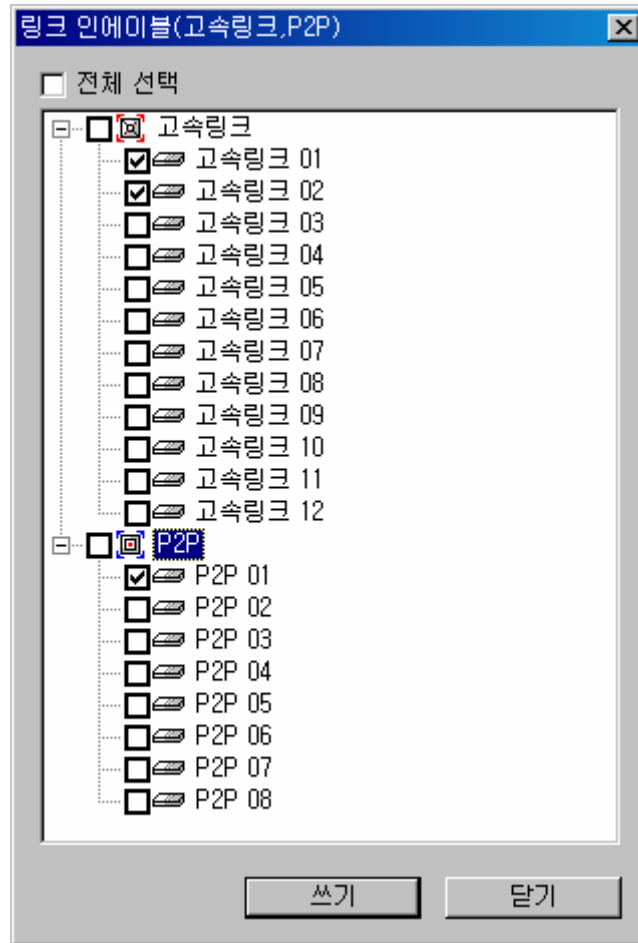 링크 인에이블(고속링크,P2P)
전체 선택
고속링크
고속링크 01
고속링크 02
고속링크 03
고속링크 04
고속링크 05
고속링크 06
고속링크 07
고속링크 08
고속링크 09
고속링크 10
고속링크 11
고속링크 12
P2P
P2P 01
P2P 02
P2P 03
P2P 04
P2P 05
P2P 06
P2P 07
P2P 08
쓰기 닫기